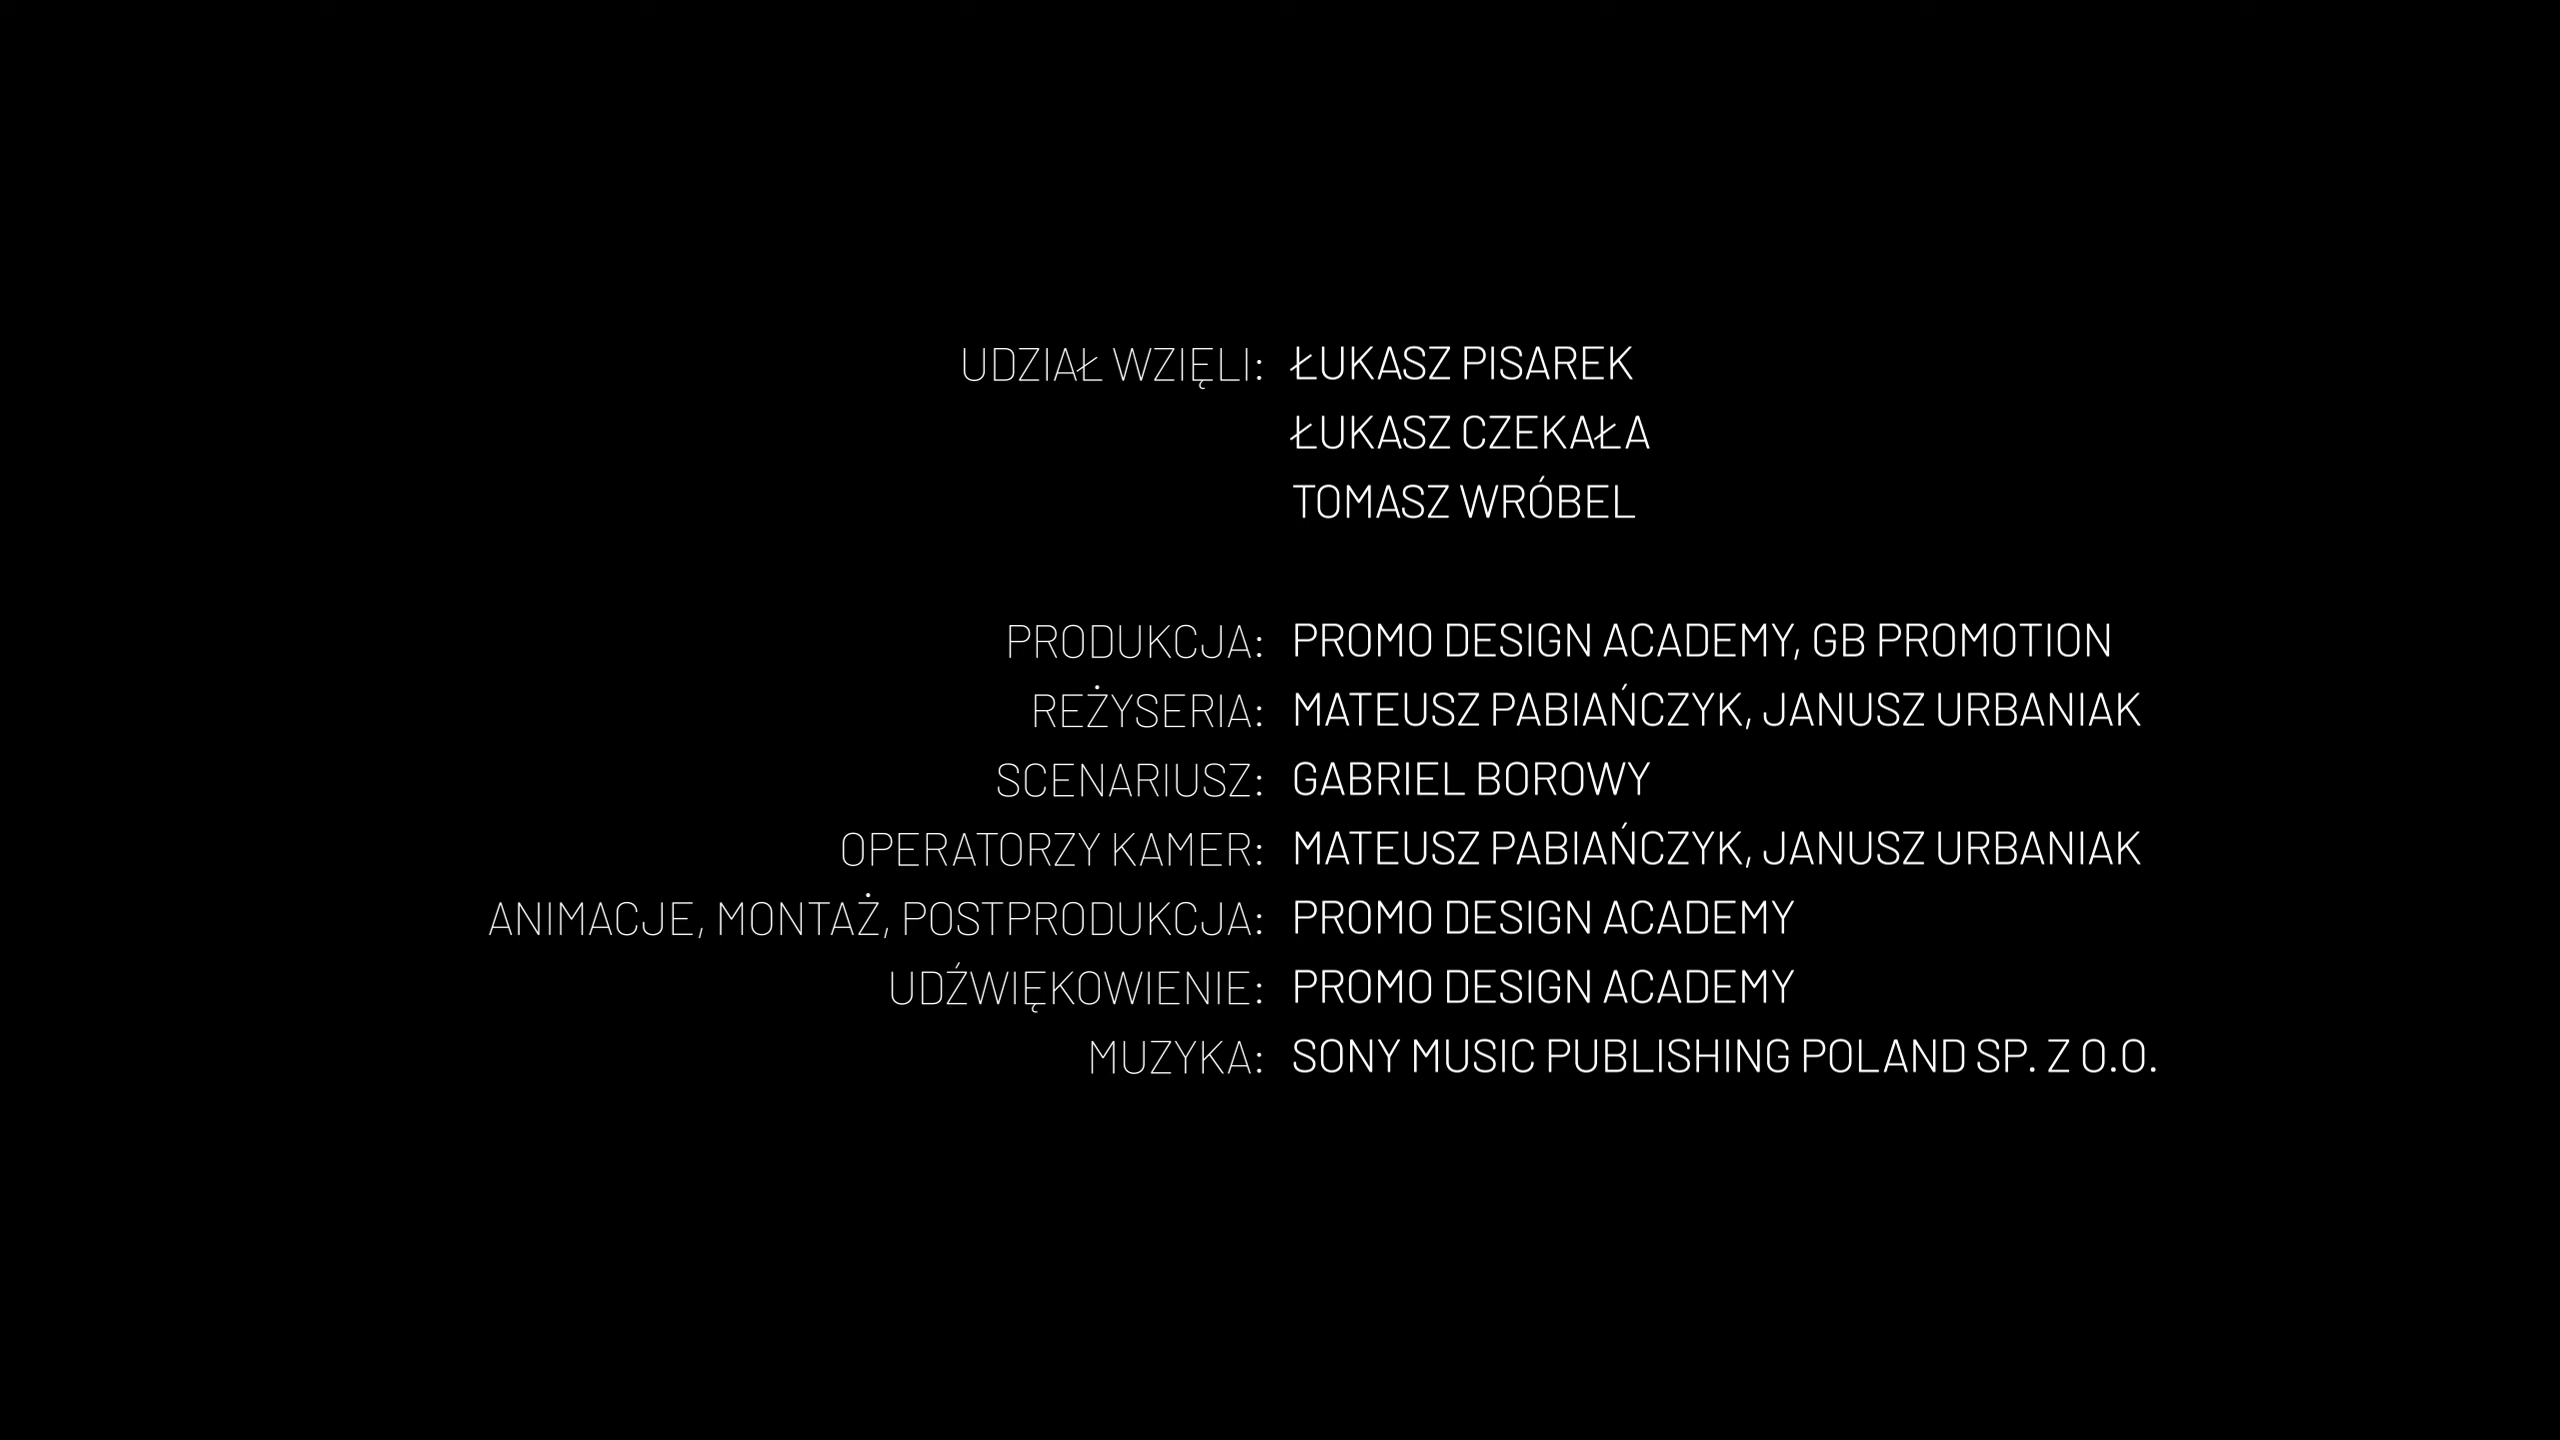 UDZIAŁ WZIĘLI: ŁUKASZ PISAREK
ŁUKASZ CZEKAŁA
TOMASZ WRÓBEL
PRODUKCJA: PROMO DESIGN ACADEMY, GB PROMOTION
REŻYSERIA: MATEUSZ PABIAŃCZYK, JANUSZ URBANIAK
SCENARIUSZ: GABRIEL BOROWY
OPERATORZY KAMER: MATEUSZ PABIAŃCZYK, JANUSZ URBANIAK
ANIMACJE, MONTAŻ, POSTPRODUKCJA: PROMO DESIGN ACADEMY
UDŹWIĘKOWIENIE: PROMO DESIGN ACADEMY
MUZYKA: SONY MUSIC PUBLISHING POLAND SP. Z O.O.